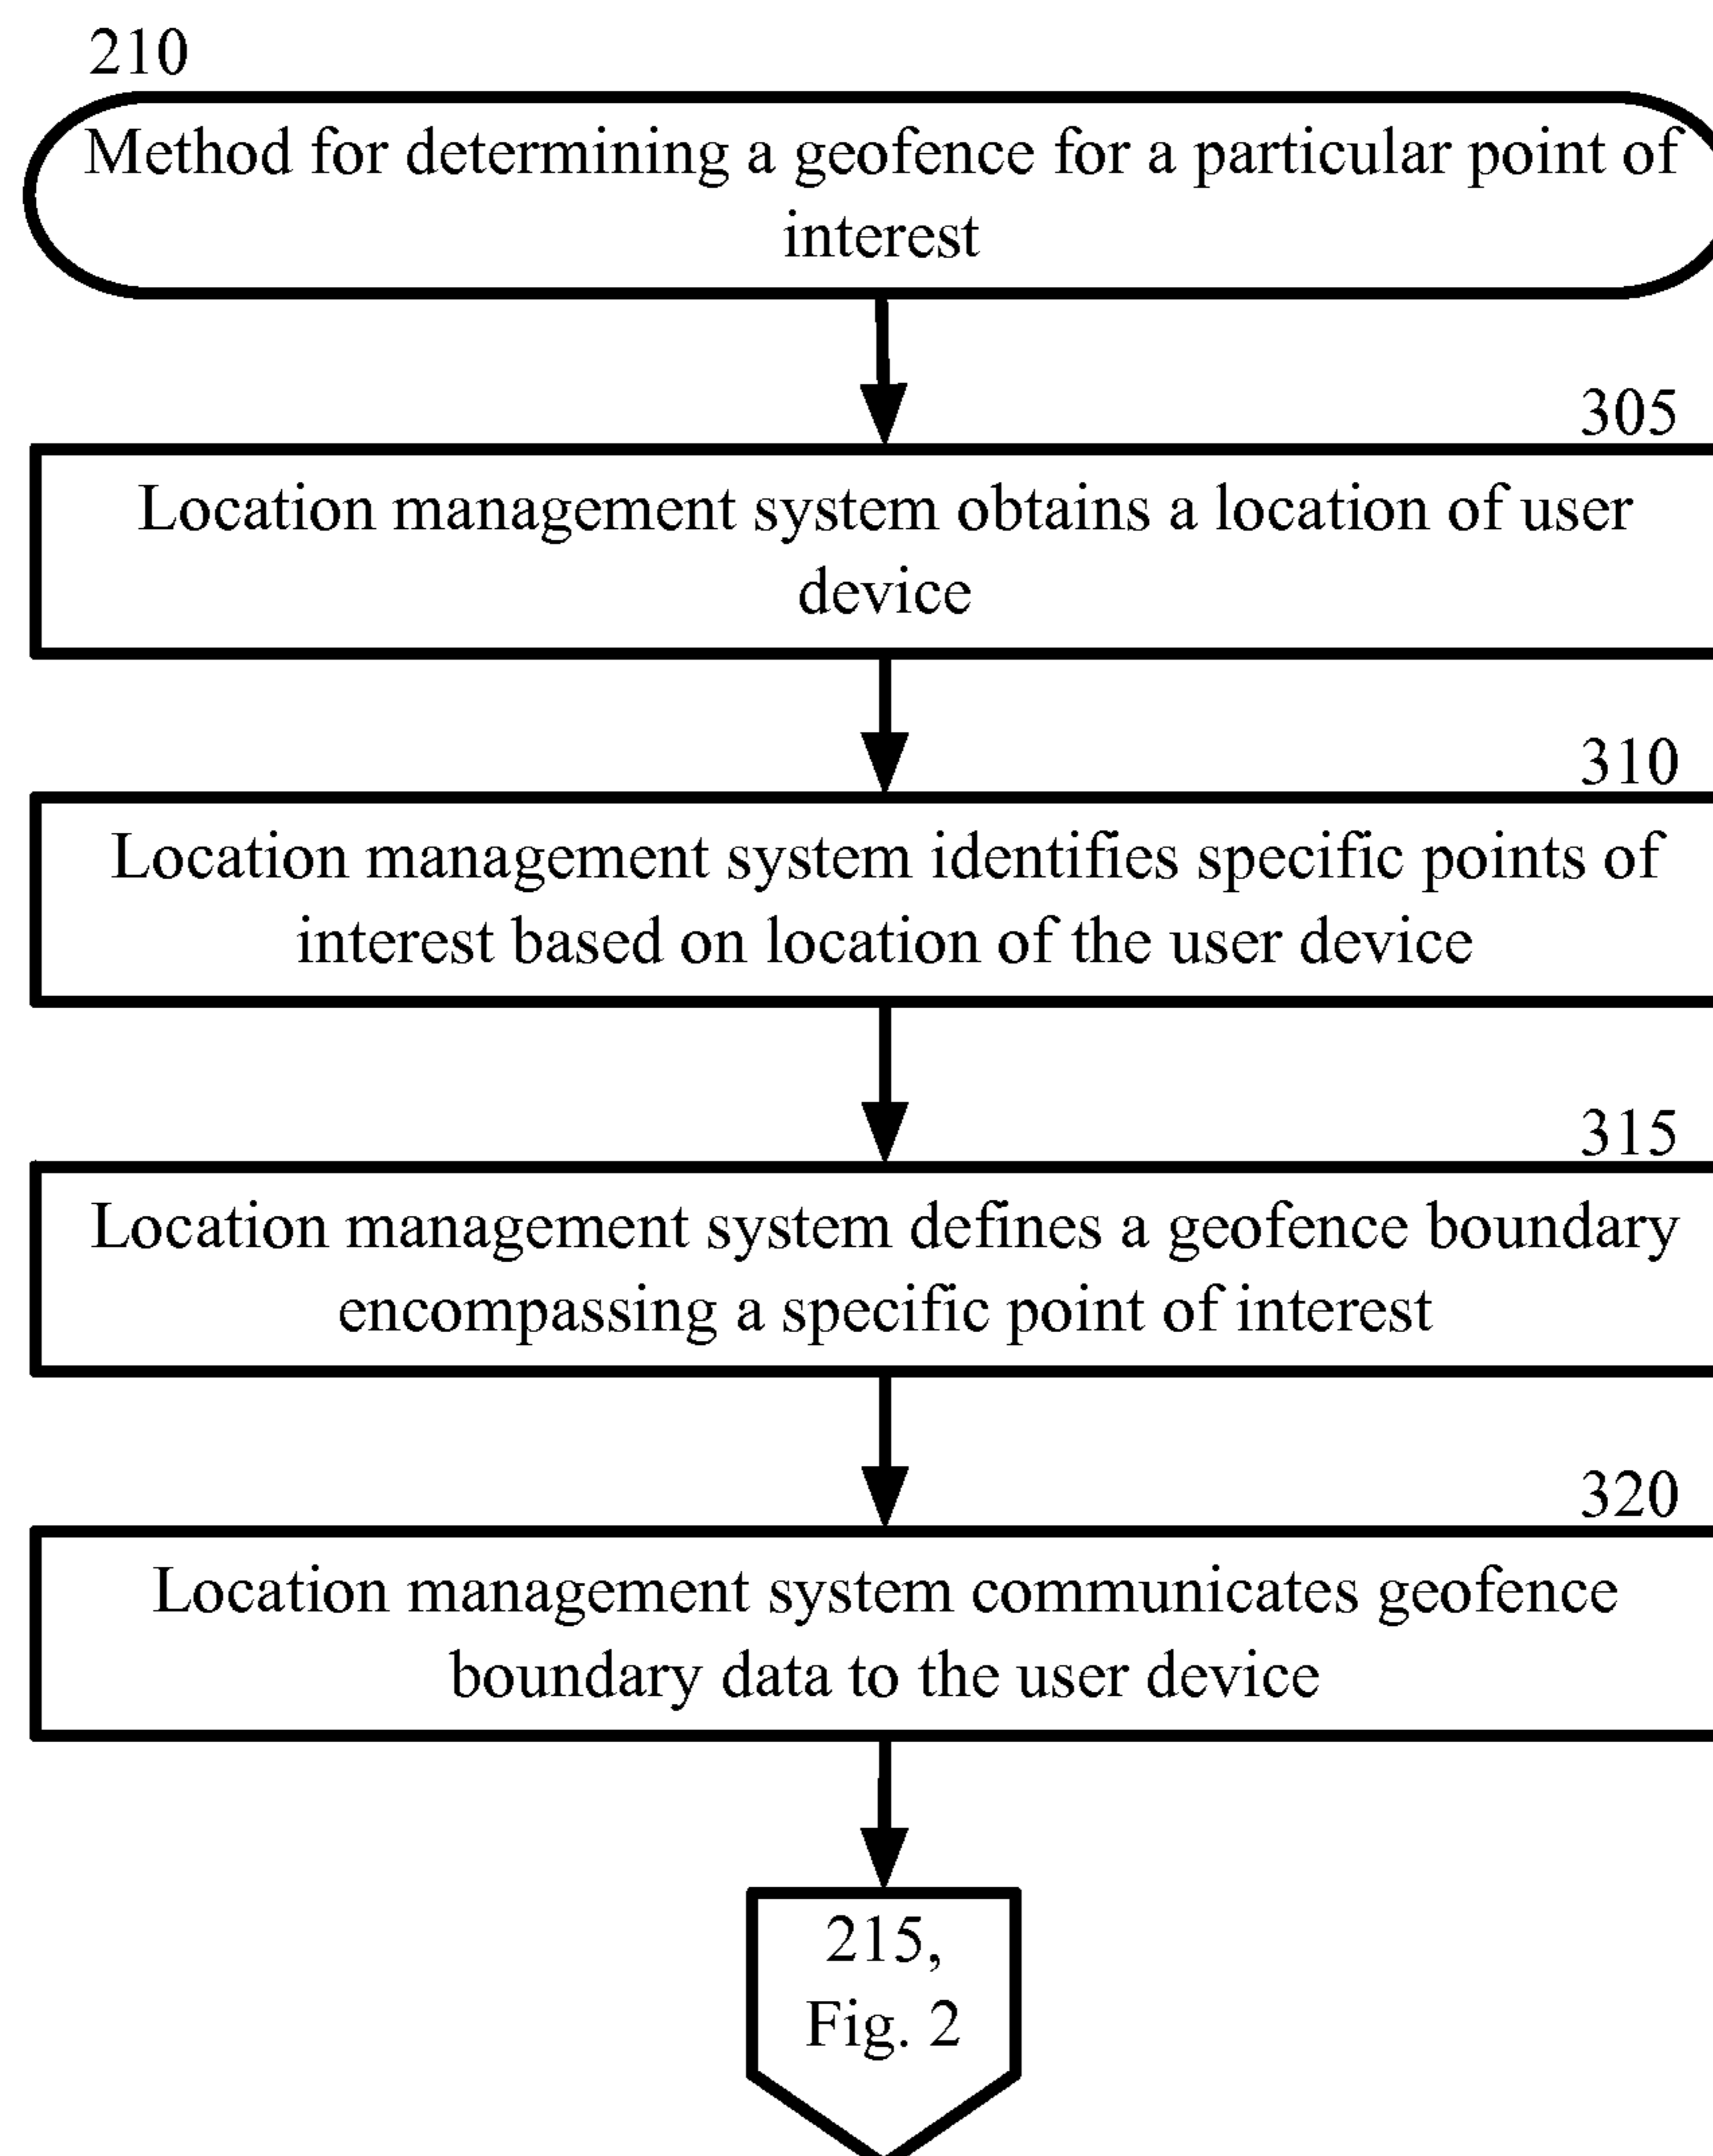 210
Method for determining a geofence for a particular point of
interest
305
Location management system obtains a location of user
device
310
Location management system identifies specific points of
interest based on location of the user device
315
Location management system defines a geofence boundary
encompassing a specific point of interest
320
Location management system communicates geofence
boundary data to the user device
215,
Fig. 2